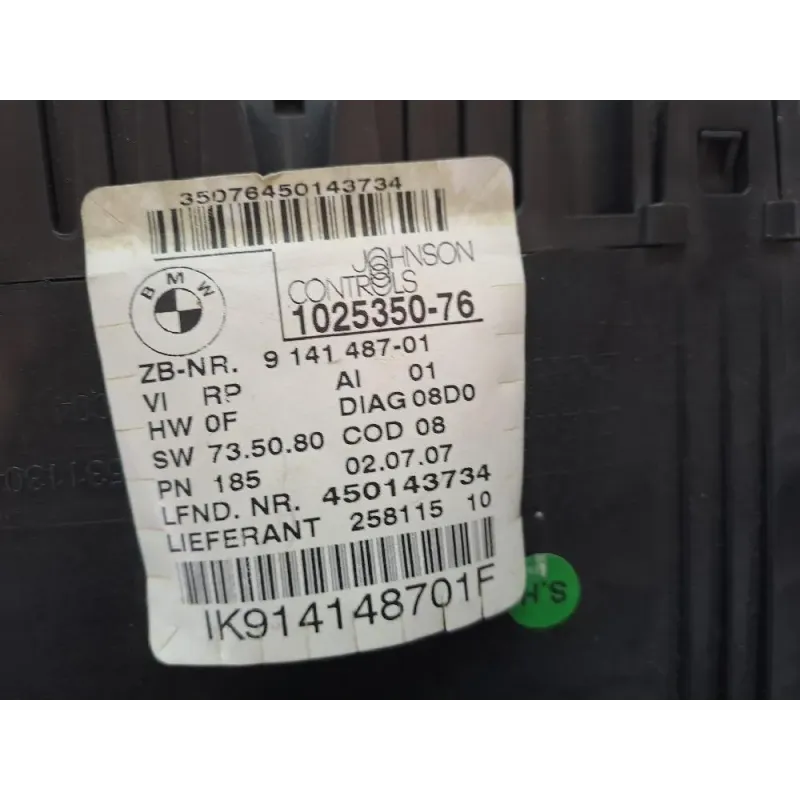 35076450143734
BMW
JOHNSON
CONTROLS
1025350-76
ZB-NR. 9 141 487-01
VI RP AI 01
HW 0F DIAG 08D0
SW 73.50.80 COD 08
PN 185 02.07.07
LFND. NR. 450143734
LIEFERANT 258115 10
IK914148701F
S.H
7